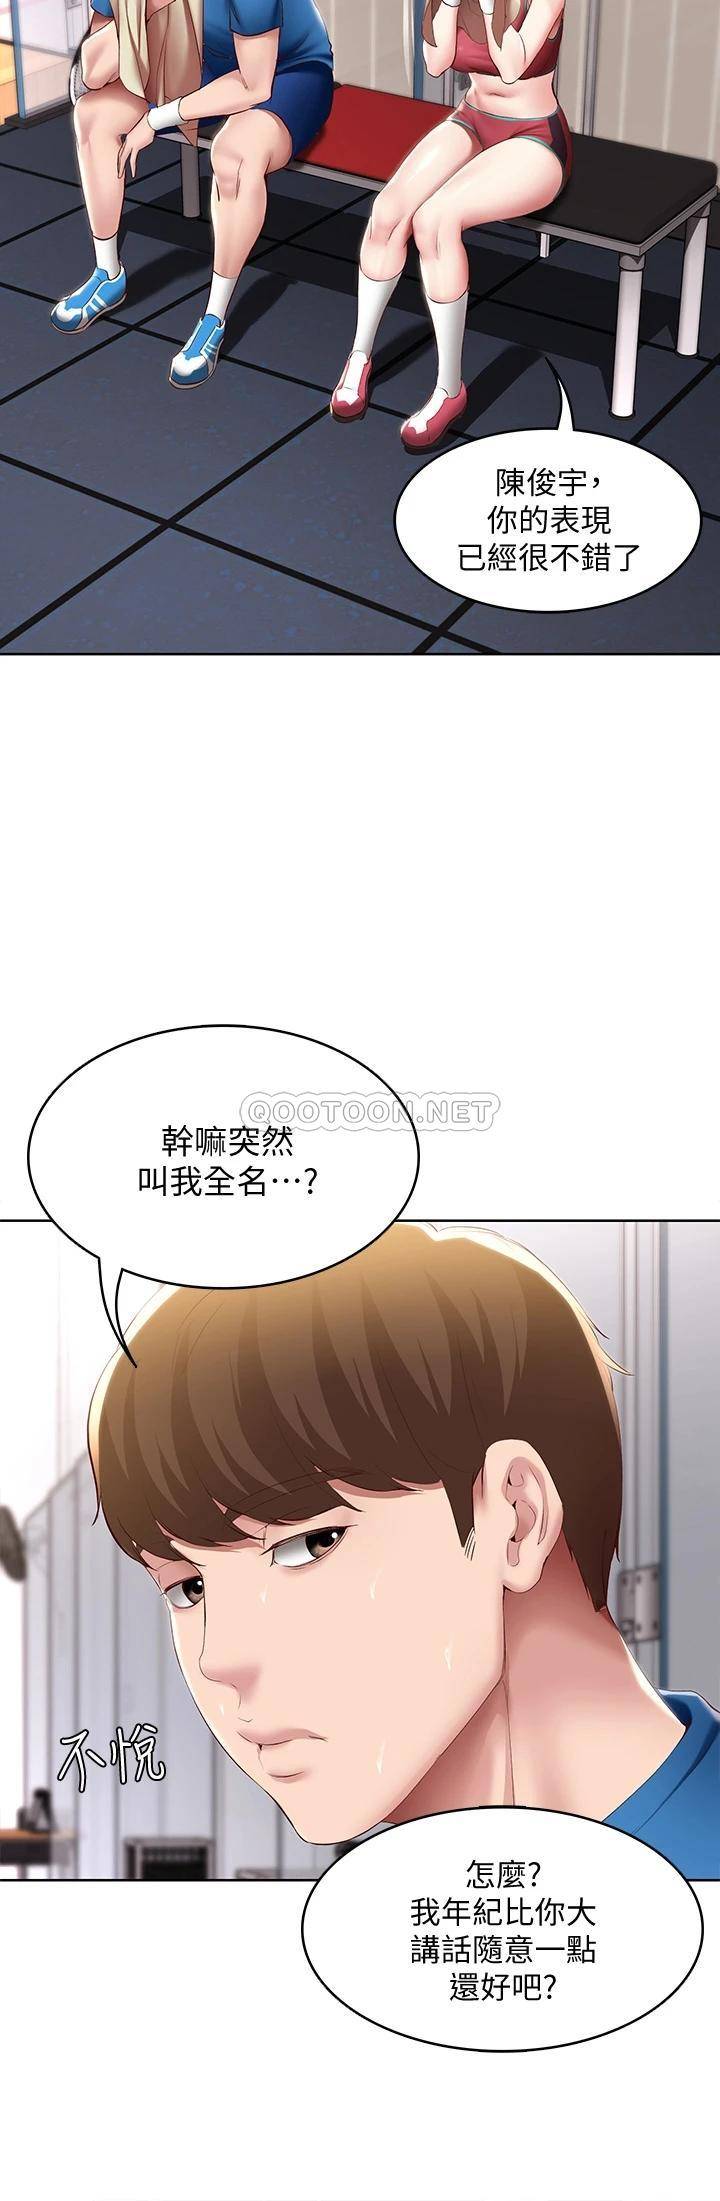 陳俊宇，
你的表現
已經很不錯了
QOOTOON.NET
幹嘛突然
叫我全名…?
不悅
怎麼?
我年紀比你大
講話隨意一點
還好吧?